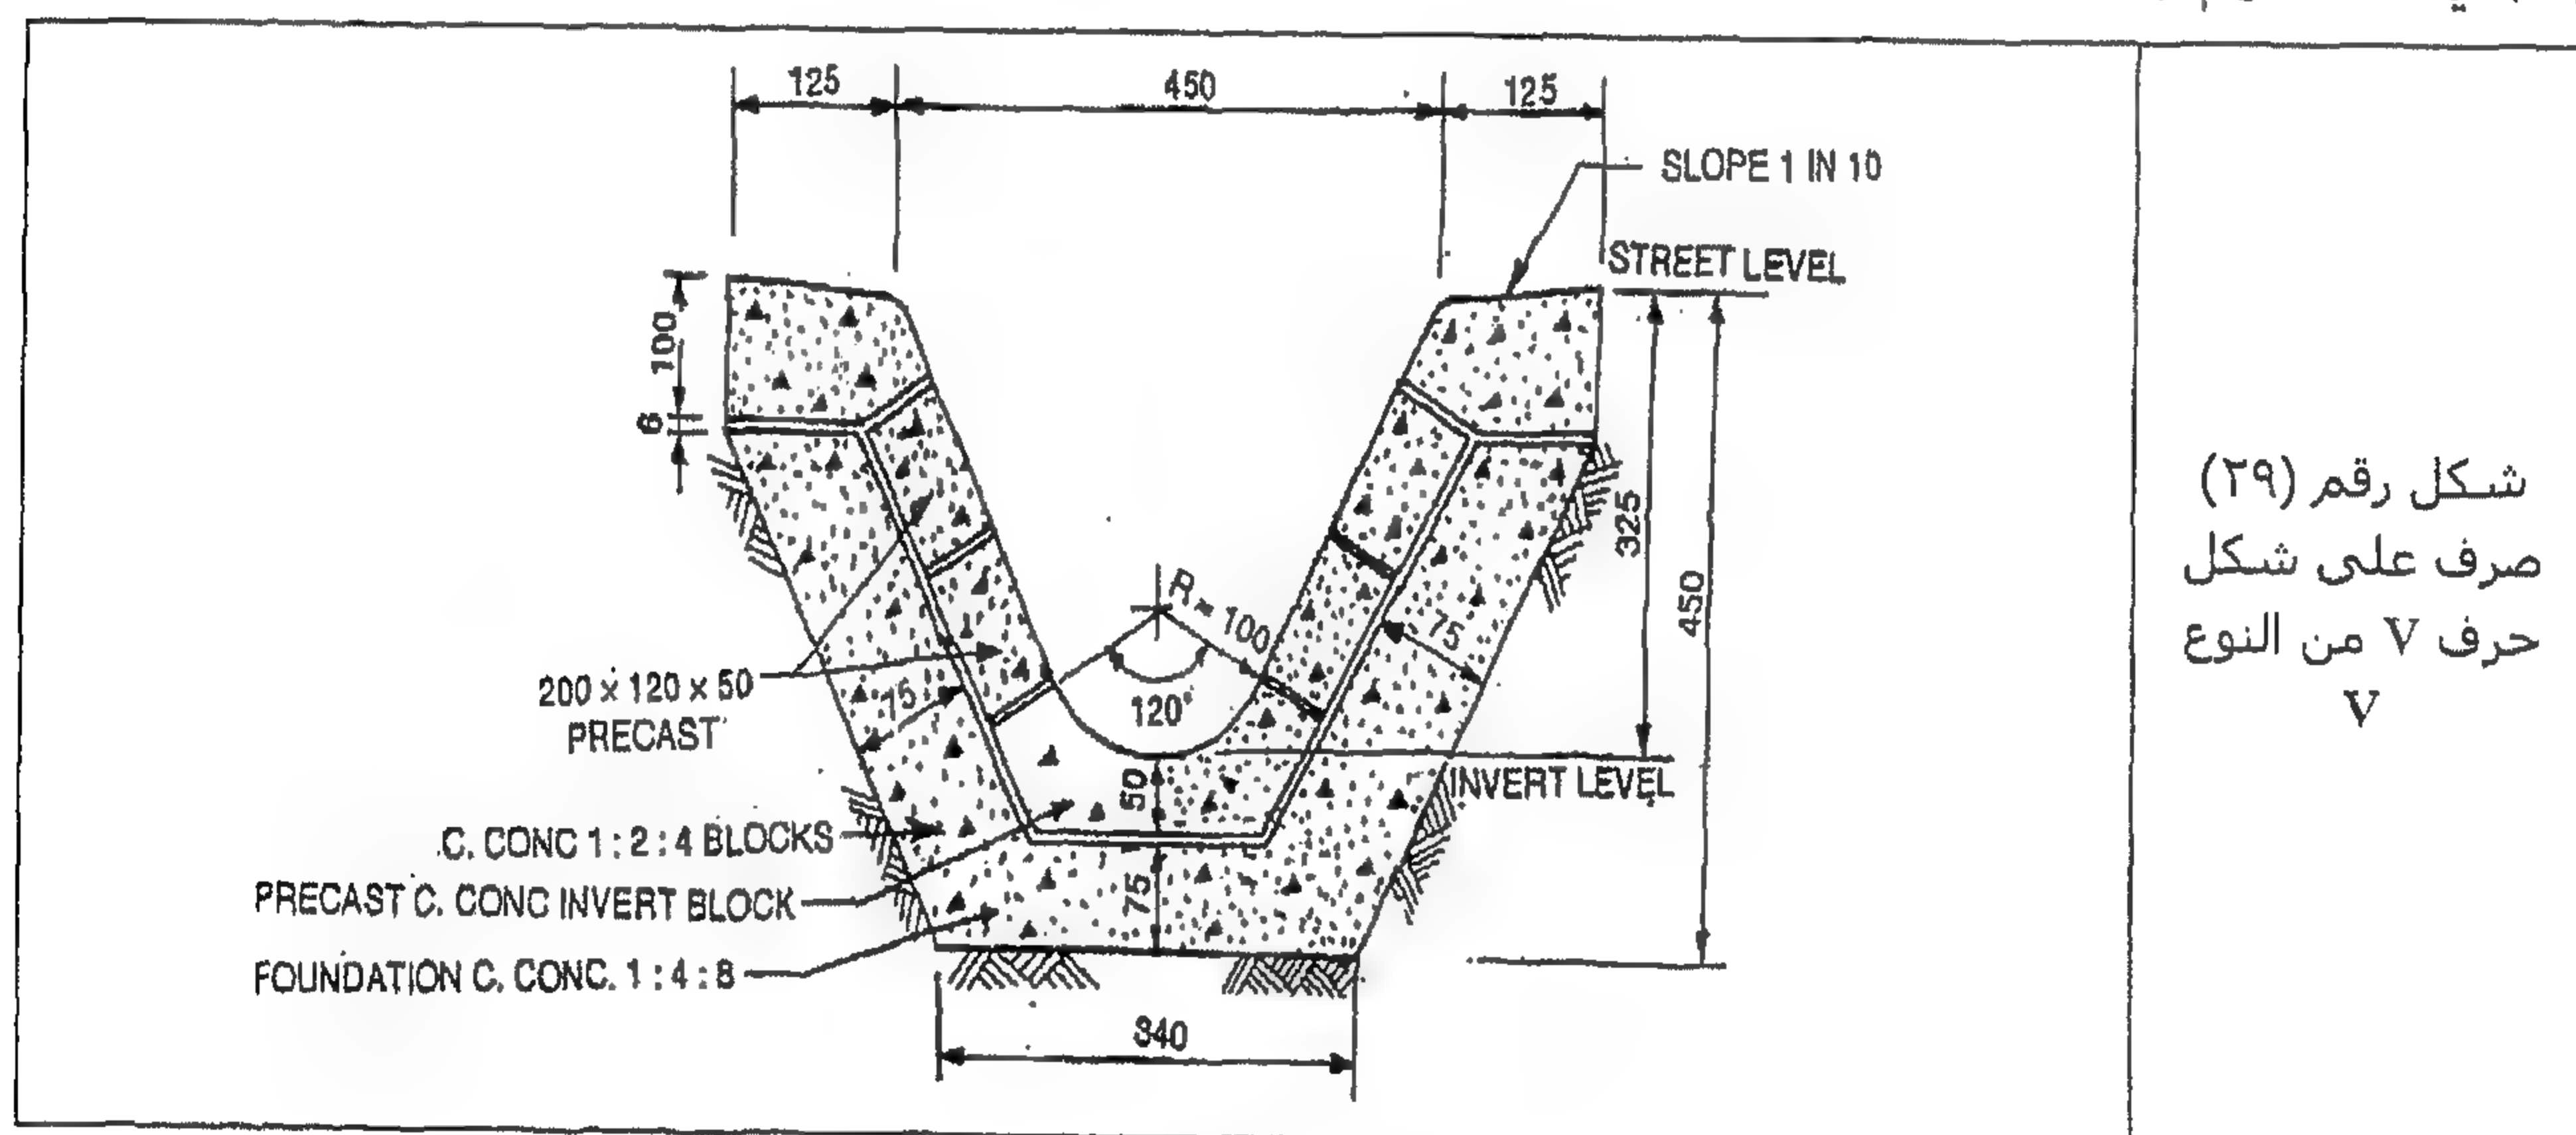 125
450
125
SLOPE 1 IN 10
STREET LEVEL
100
6
325
450
R = 100
120°
75
75
200 x 120 x 50
PRECAST
50
INVERT LEVEL
C. CONC 1 : 2 : 4 BLOCKS
PRECAST C. CONC INVERT BLOCK
75
FOUNDATION C. CONC. 1 : 4 : 8
340
شكل رقم (٢٩)
صرف على شكل
حرف V من النوع
V